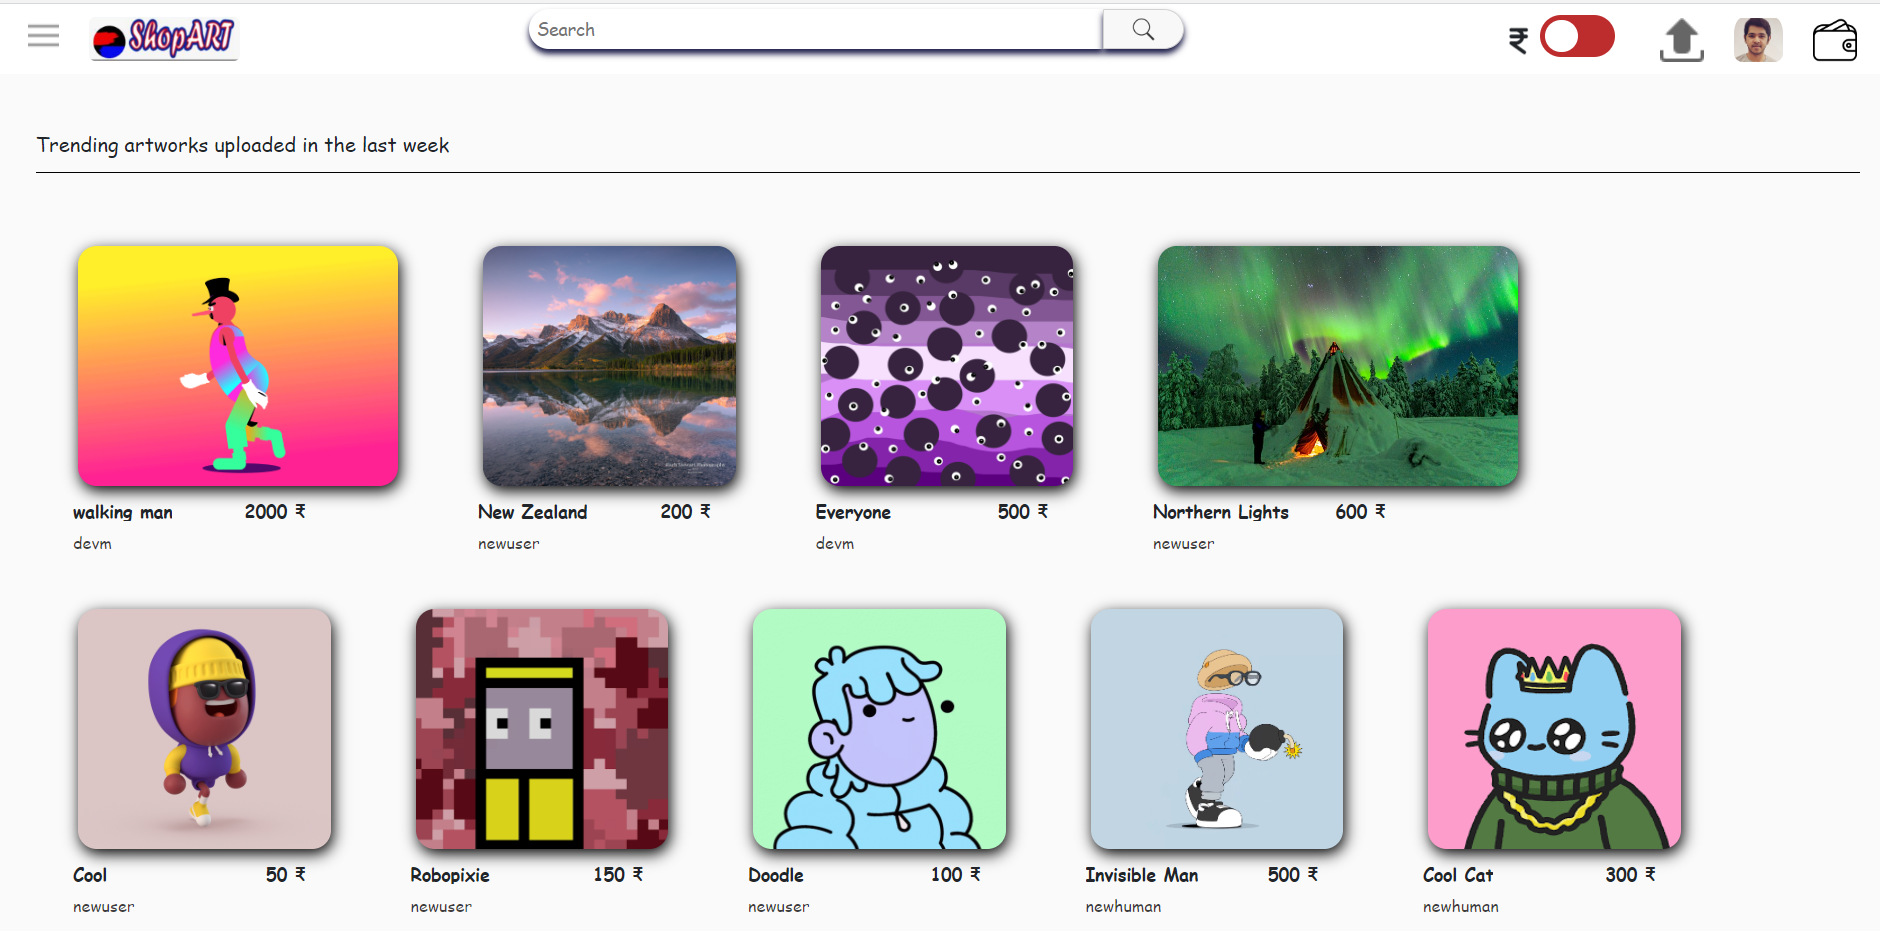 ShopART
Search
₹
Trending artworks uploaded in the last week
walking man 2000 ₹
devm
New Zealand 200 ₹
newuser
Everyone 500 ₹
devm
Northern Lights 600 ₹
newuser
Cool 50 ₹
newuser
Robopixie 150 ₹
newuser
Doodle 100 ₹
newuser
Invisible Man 500 ₹
newhuman
Cool Cat 300 ₹
newhuman